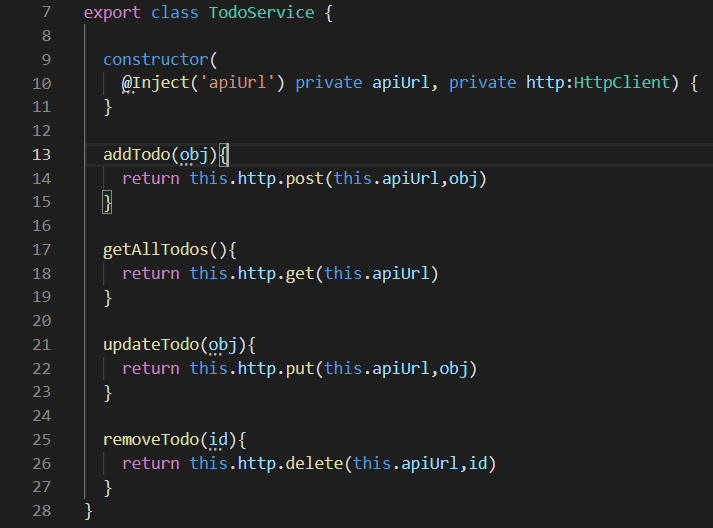 7 export class TodoService {
8
9 constructor(
10 @Inject('apiUrl') private apiUrl, private http:HttpClient) {
11 }
12
13 addTodo(obj){
14 return this.http.post(this.apiUrl,obj)
15 }
16
17 getAllTodos(){
18 return this.http.get(this.apiUrl)
19 }
20
21 updateTodo(obj){
22 return this.http.put(this.apiUrl,obj)
23 }
24
25 removeTodo(id){
26 return this.http.delete(this.apiUrl,id)
27 }
28 }